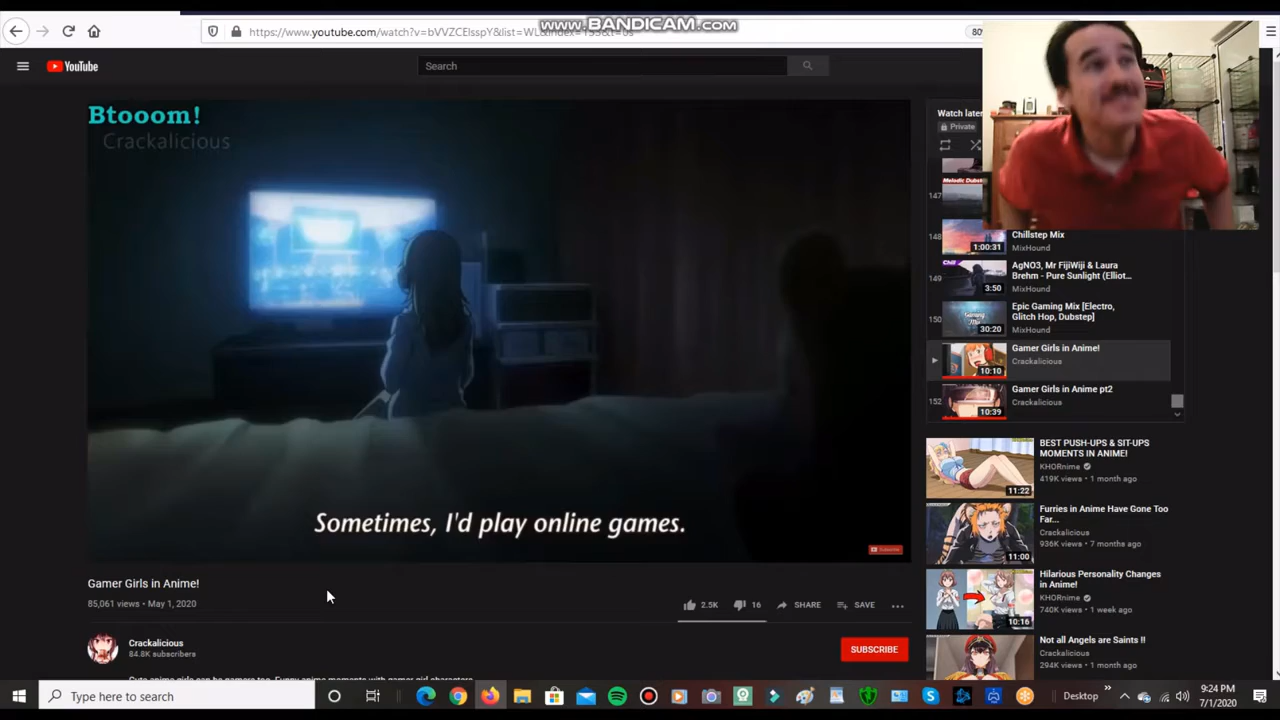 www.BANDICAM.com
https://www.youtube.com/watch?v=bVVZCElsspY&list=WL&index=153&t=0s
YouTube
Search
Btooom!
Crackalicious
Sometimes, I'd play online games.
Subscribe
Gamer Girls in Anime!
85,061 views • May 1, 2020
2.5K
16
SHARE
SAVE
Crackalicious
84.8K subscribers
SUBSCRIBE
Watch later
Private
147
Melodic Dubst
148
1:00:31
Chillstep Mix
MixHound
149
3:50
AgNO3, Mr FijiWiji & Laura
Brehm - Pure Sunlight (Elliot...
MixHound
150
30:20
Epic Gaming Mix [Electro,
Glitch Hop, Dubstep]
MixHound
10:10
Gamer Girls in Anime!
Crackalicious
152
10:39
Gamer Girls in Anime pt2
Crackalicious
11:22
BEST PUSH-UPS & SIT-UPS
MOMENTS IN ANIME!
KHORnime
419K views • 1 month ago
11:00
Furries in Anime Have Gone Too
Far...
Crackalicious
936K views • 7 months ago
10:16
Hilarious Personality Changes
in Anime!
KHORnime
740K views • 1 week ago
Not all Angels are Saints !!
Crackalicious
294K views • 1 year ago
Type here to search
Desktop
9:24 PM
7/1/2020